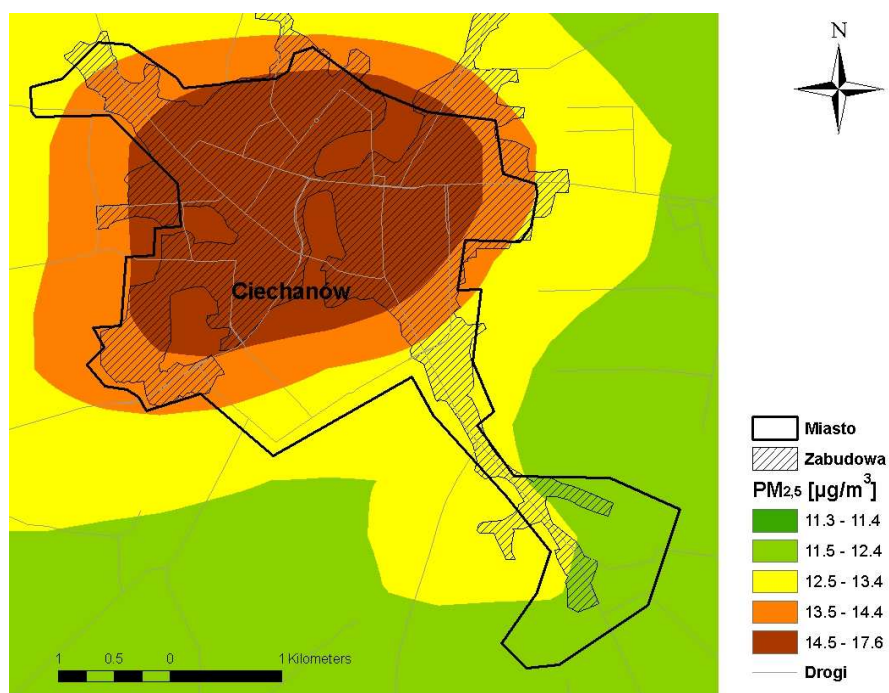 N
Ciechanów
Miasto
Zabudowa
PM2,5 [µg/m3]
11.3 - 11.4
11.5 - 12.4
12.5 - 13.4
13.5 - 14.4
14.5 - 17.6
Drogi
1 0.5 0 1 Kilometers